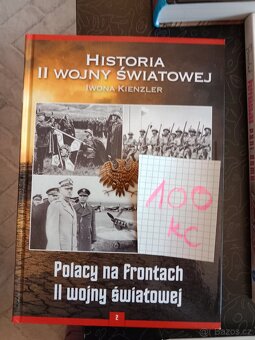 HISTORIA
II WOJNY ŚWIATOWEJ
IWONA KIENZLER
100
Kč
Polacy na frontach
II wojny światowej
2
Bazos.cz